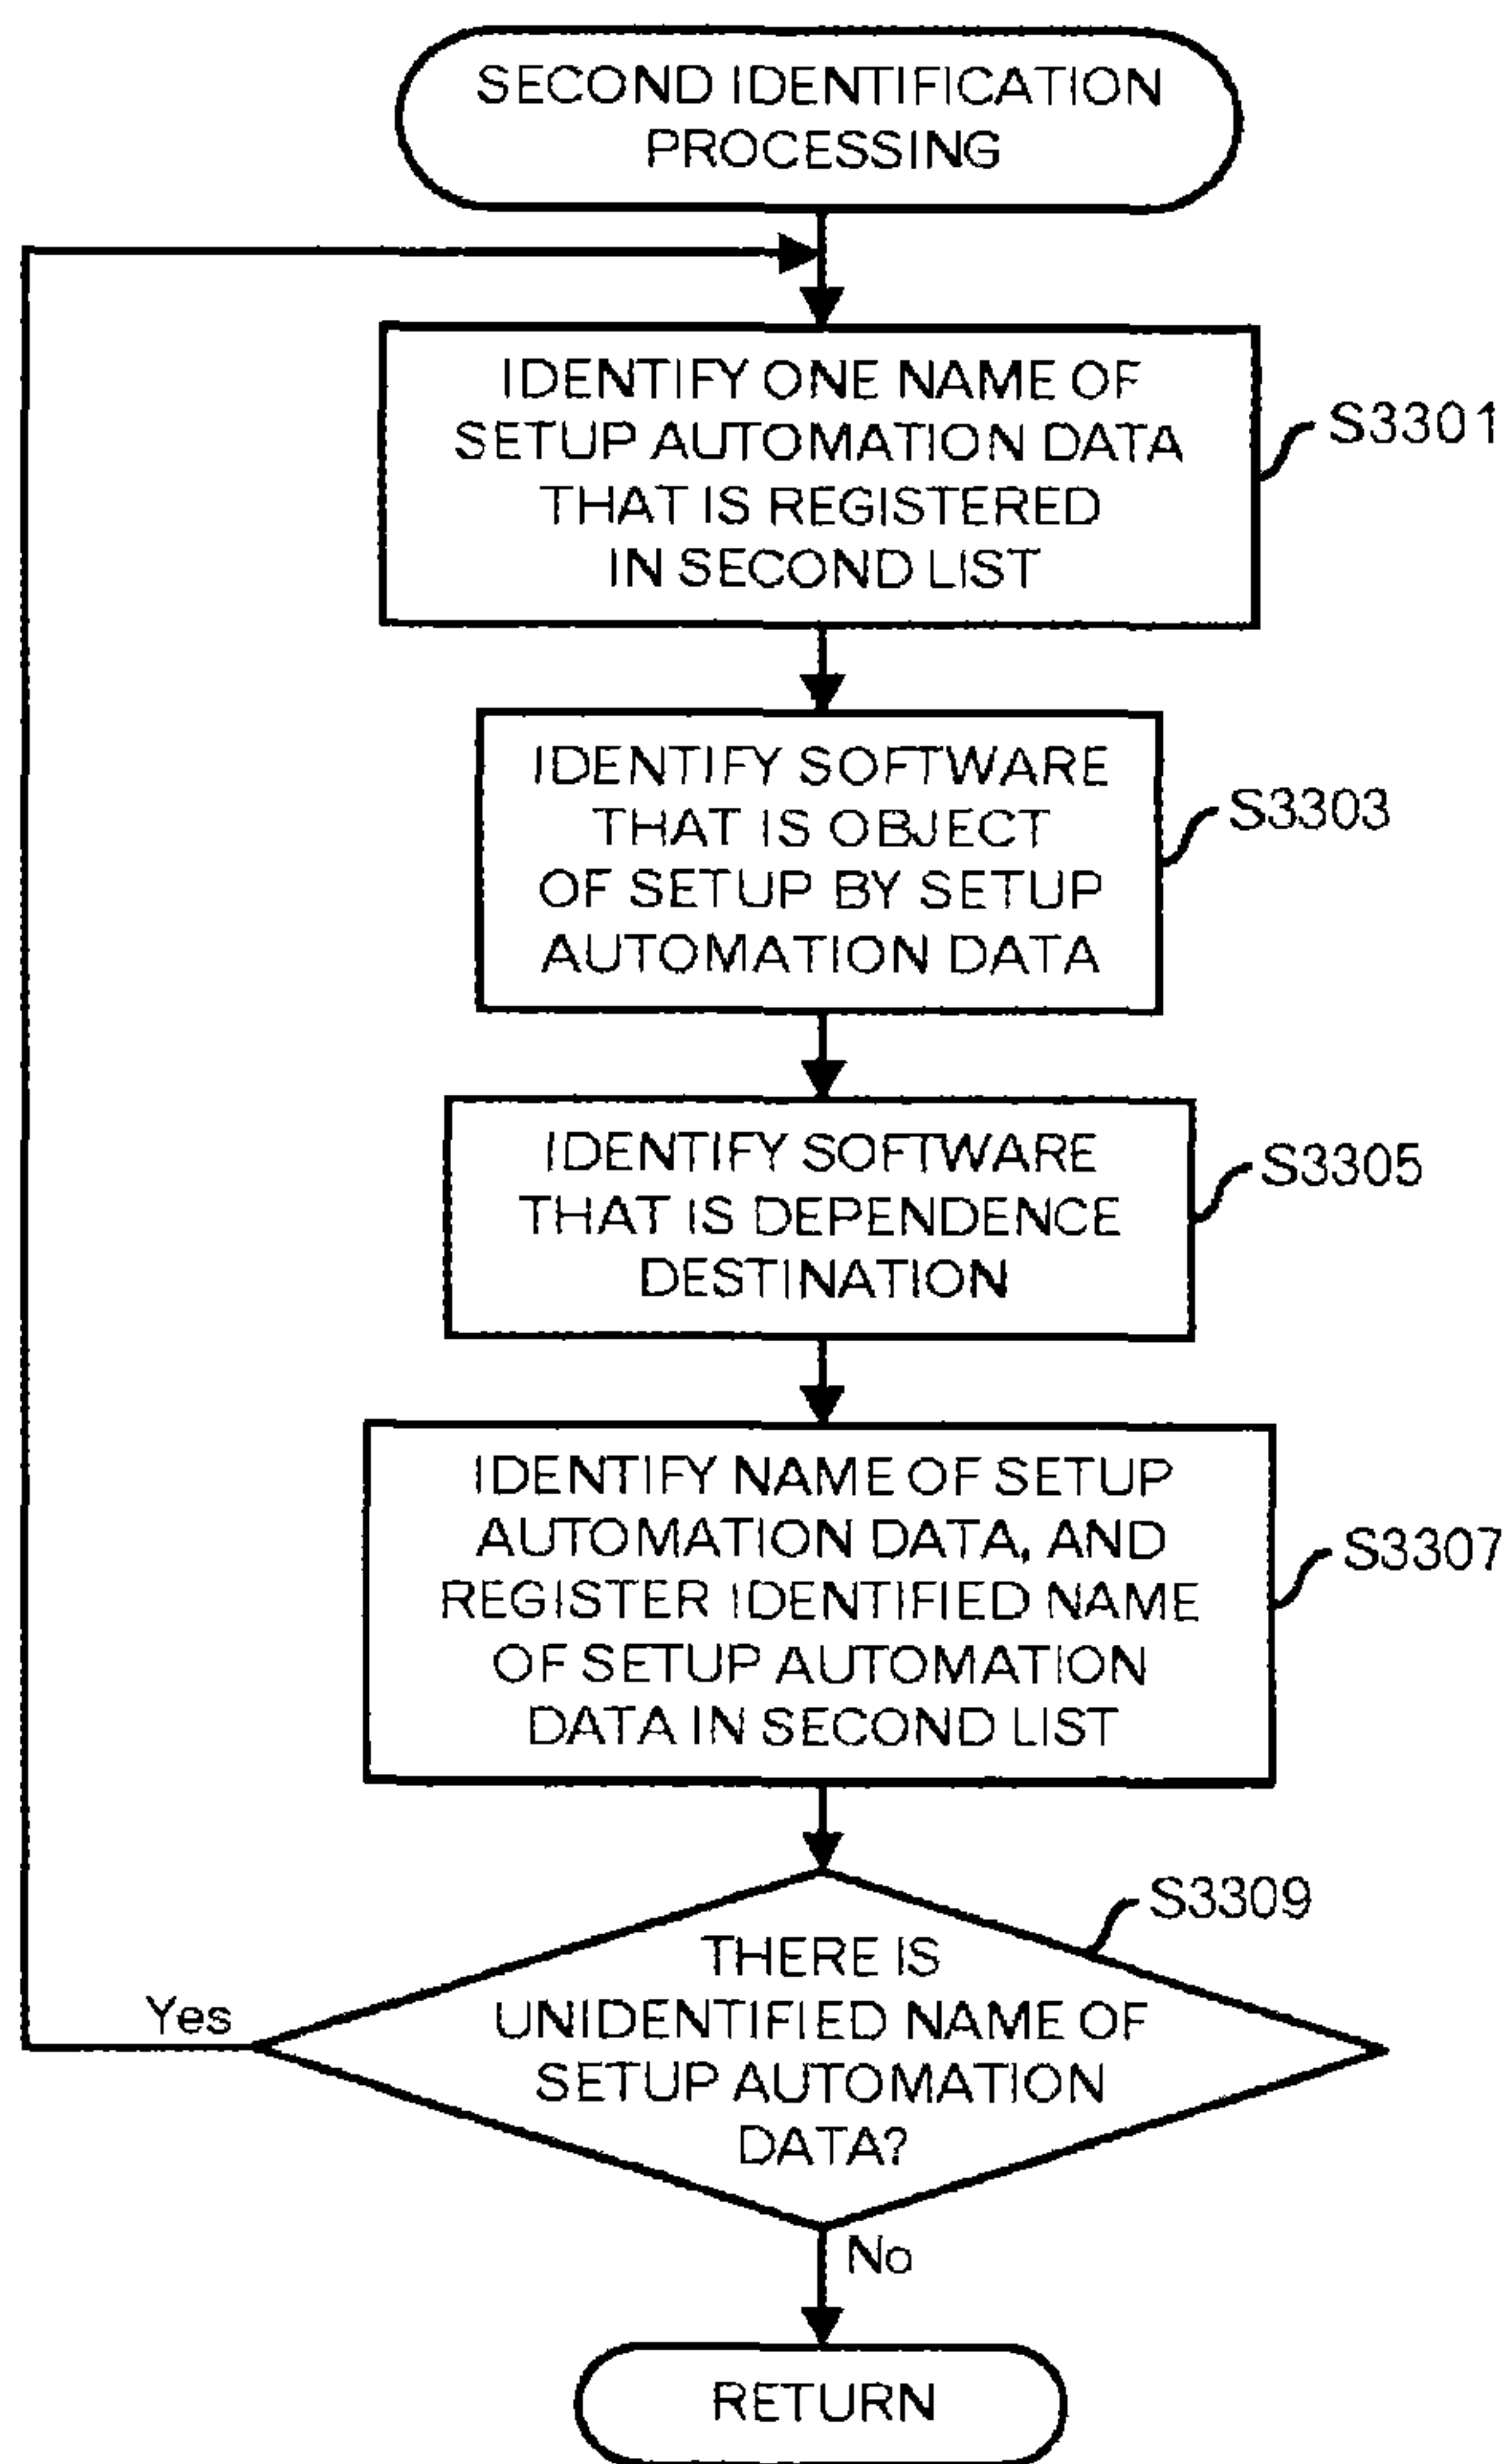 SECOND IDENTIFICATION
PROCESSING
IDENTIFY ONE NAME OF
SETUP AUTOMATION DATA
THAT IS REGISTERED
IN SECOND LIST
S3301
IDENTIFY SOFTWARE
THAT IS OBJECT
OF SETUP BY SETUP
AUTOMATION DATA
S3303
IDENTIFY SOFTWARE
THAT IS DEPENDENCE
DESTINATION
S3305
IDENTIFY NAME OF SETUP
AUTOMATION DATA, AND
REGISTER IDENTIFIED NAME
OF SETUP AUTOMATION
DATA IN SECOND LIST
S3307
S3309
THERE IS
UNIDENTIFIED NAME OF
SETUP AUTOMATION
DATA?
Yes
No
RETURN